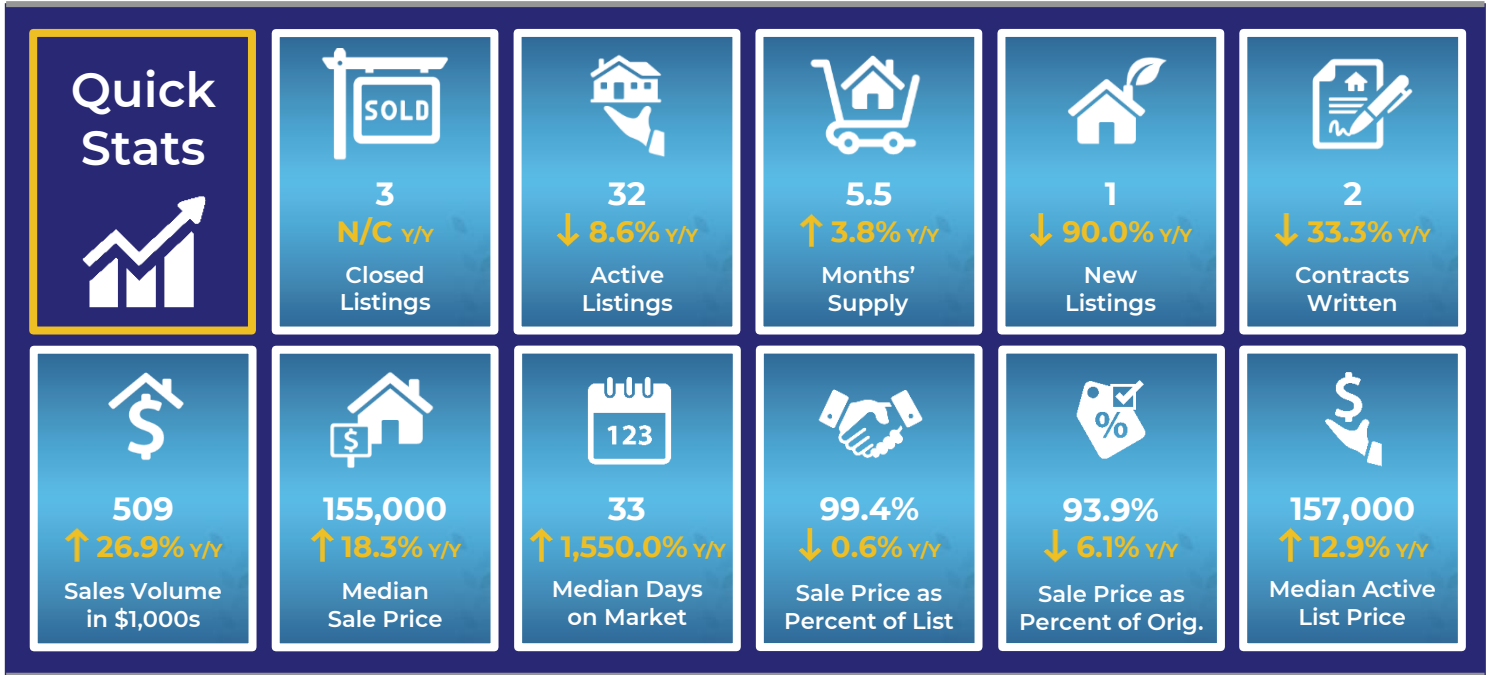 Quick
Stats
SOLD
3
N/C Y/Y
Closed
Listings
32
↓ 8.6% Y/Y
Active
Listings
5.5
↑ 3.8% Y/Y
Months’
Supply
1
↓ 90.0% Y/Y
New
Listings
2
↓ 33.3% Y/Y
Contracts
Written
$
509
↑ 26.9% Y/Y
Sales Volume
in $1,000s
$
155,000
↑ 18.3% Y/Y
Median
Sale Price
123
33
↑ 1,550.0% Y/Y
Median Days
on Market
99.4%
↓ 0.6% Y/Y
Sale Price as
Percent of List
%
93.9%
↓ 6.1% Y/Y
Sale Price as
Percent of Orig.
$
157,000
↑ 12.9% Y/Y
Median Active
List Price